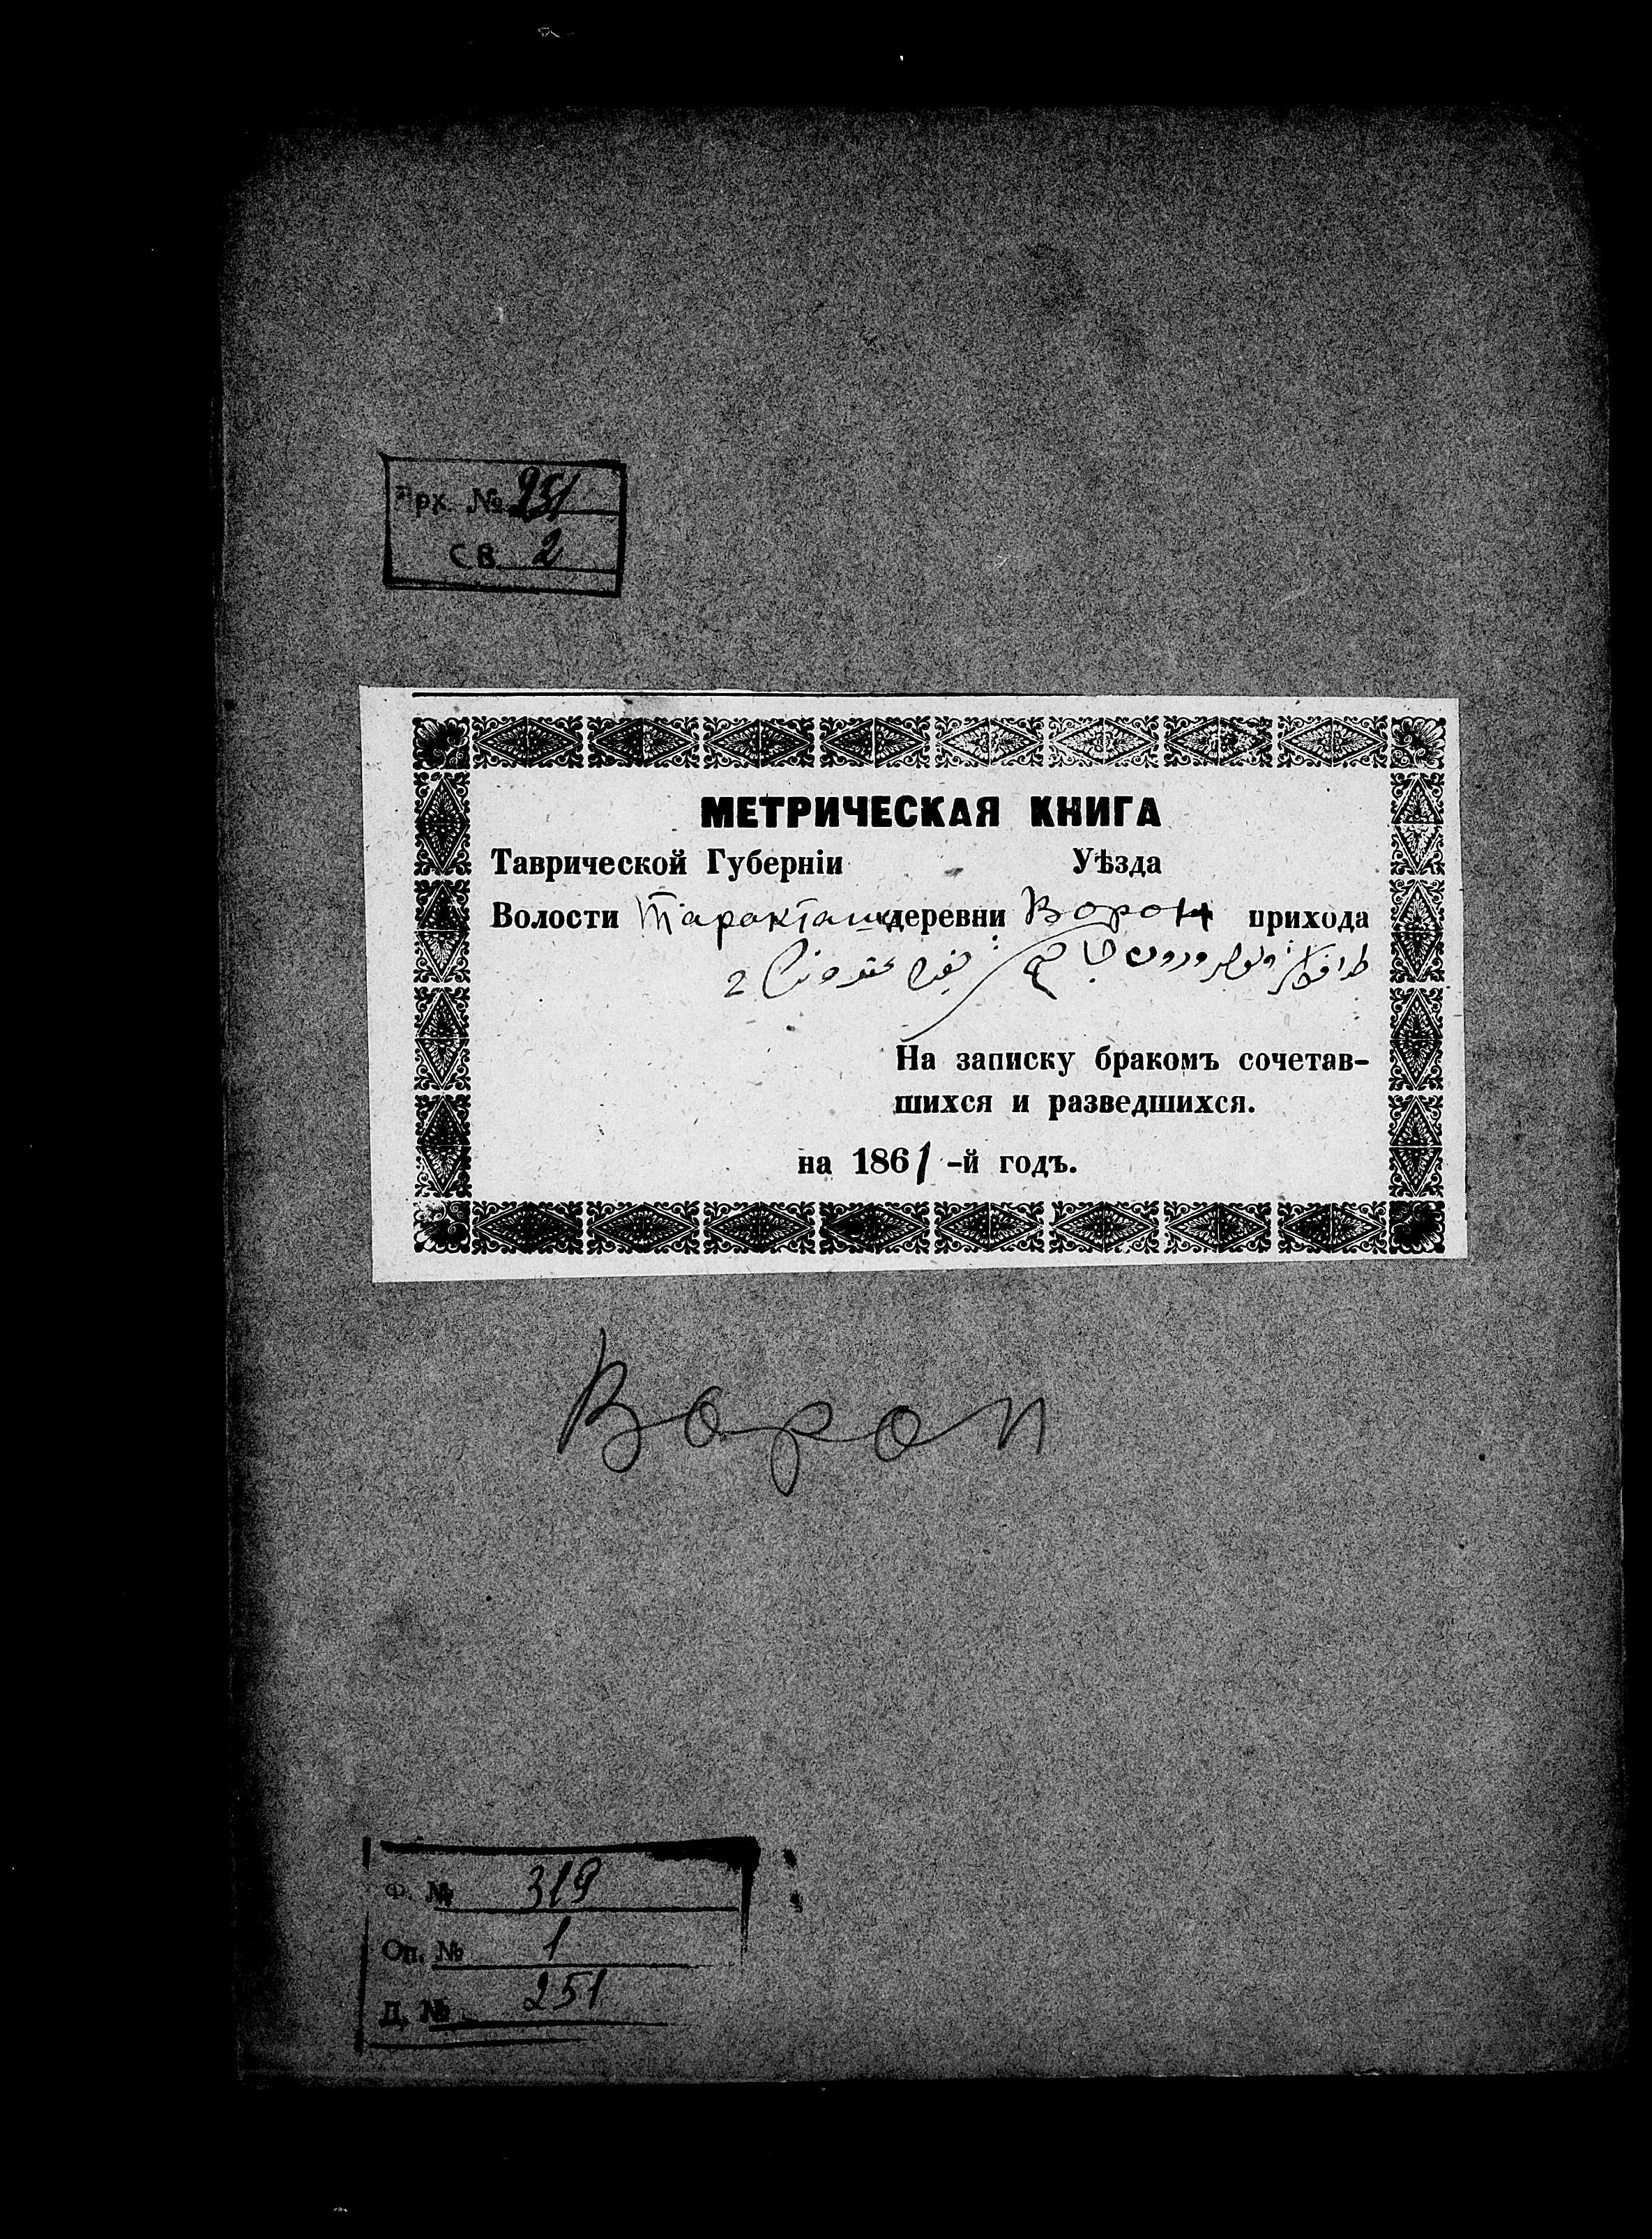 Арх. № 251
СВ. 2
МЕТРИЧЕСКАЯ КНИГА
Таврической Губерніи Уѣзда
Волости Таракташ деревни Ворон прихода
На записку бракомъ сочетав-
шихся и разведшихся.
на 1861-й годъ.
Ворон
Ф. № 319
Оп. № 1
Д. № 251